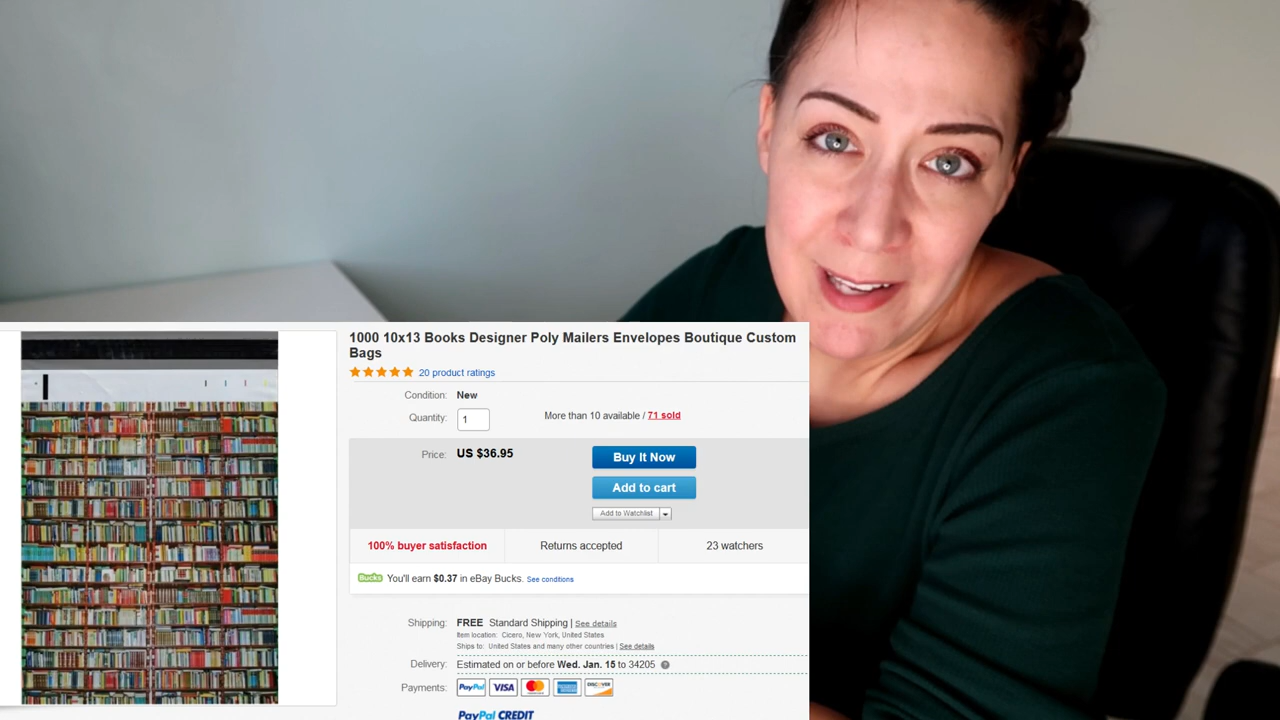 1000 10x13 Books Designer Poly Mailers Envelopes Boutique Custom
Bags
20 product ratings
Condition: New
Quantity: 1 More than 10 available / 71 sold
Price: US $36.95
Buy It Now
Add to cart
Add to Watchlist
100% buyer satisfaction Returns accepted 23 watchers
Bucks You'll earn $0.37 in eBay Bucks. See conditions
Shipping: FREE Standard Shipping | See details
Item location: Cicero, New York, United States
Ships to: United States and many other countries | See details
Delivery: Estimated on or before Wed. Jan. 15 to 34205 ?
Payments: PayPal VISA MasterCard DISCOVER
PayPal CREDIT